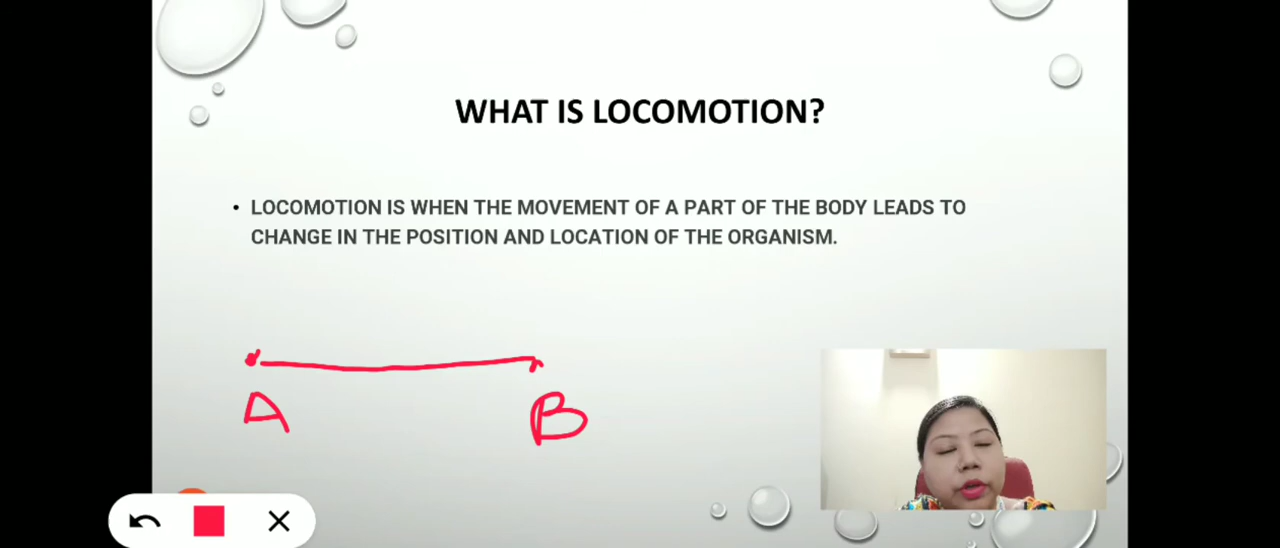 WHAT IS LOCOMOTION?
• LOCOMOTION IS WHEN THE MOVEMENT OF A PART OF THE BODY LEADS TO
CHANGE IN THE POSITION AND LOCATION OF THE ORGANISM.
A B